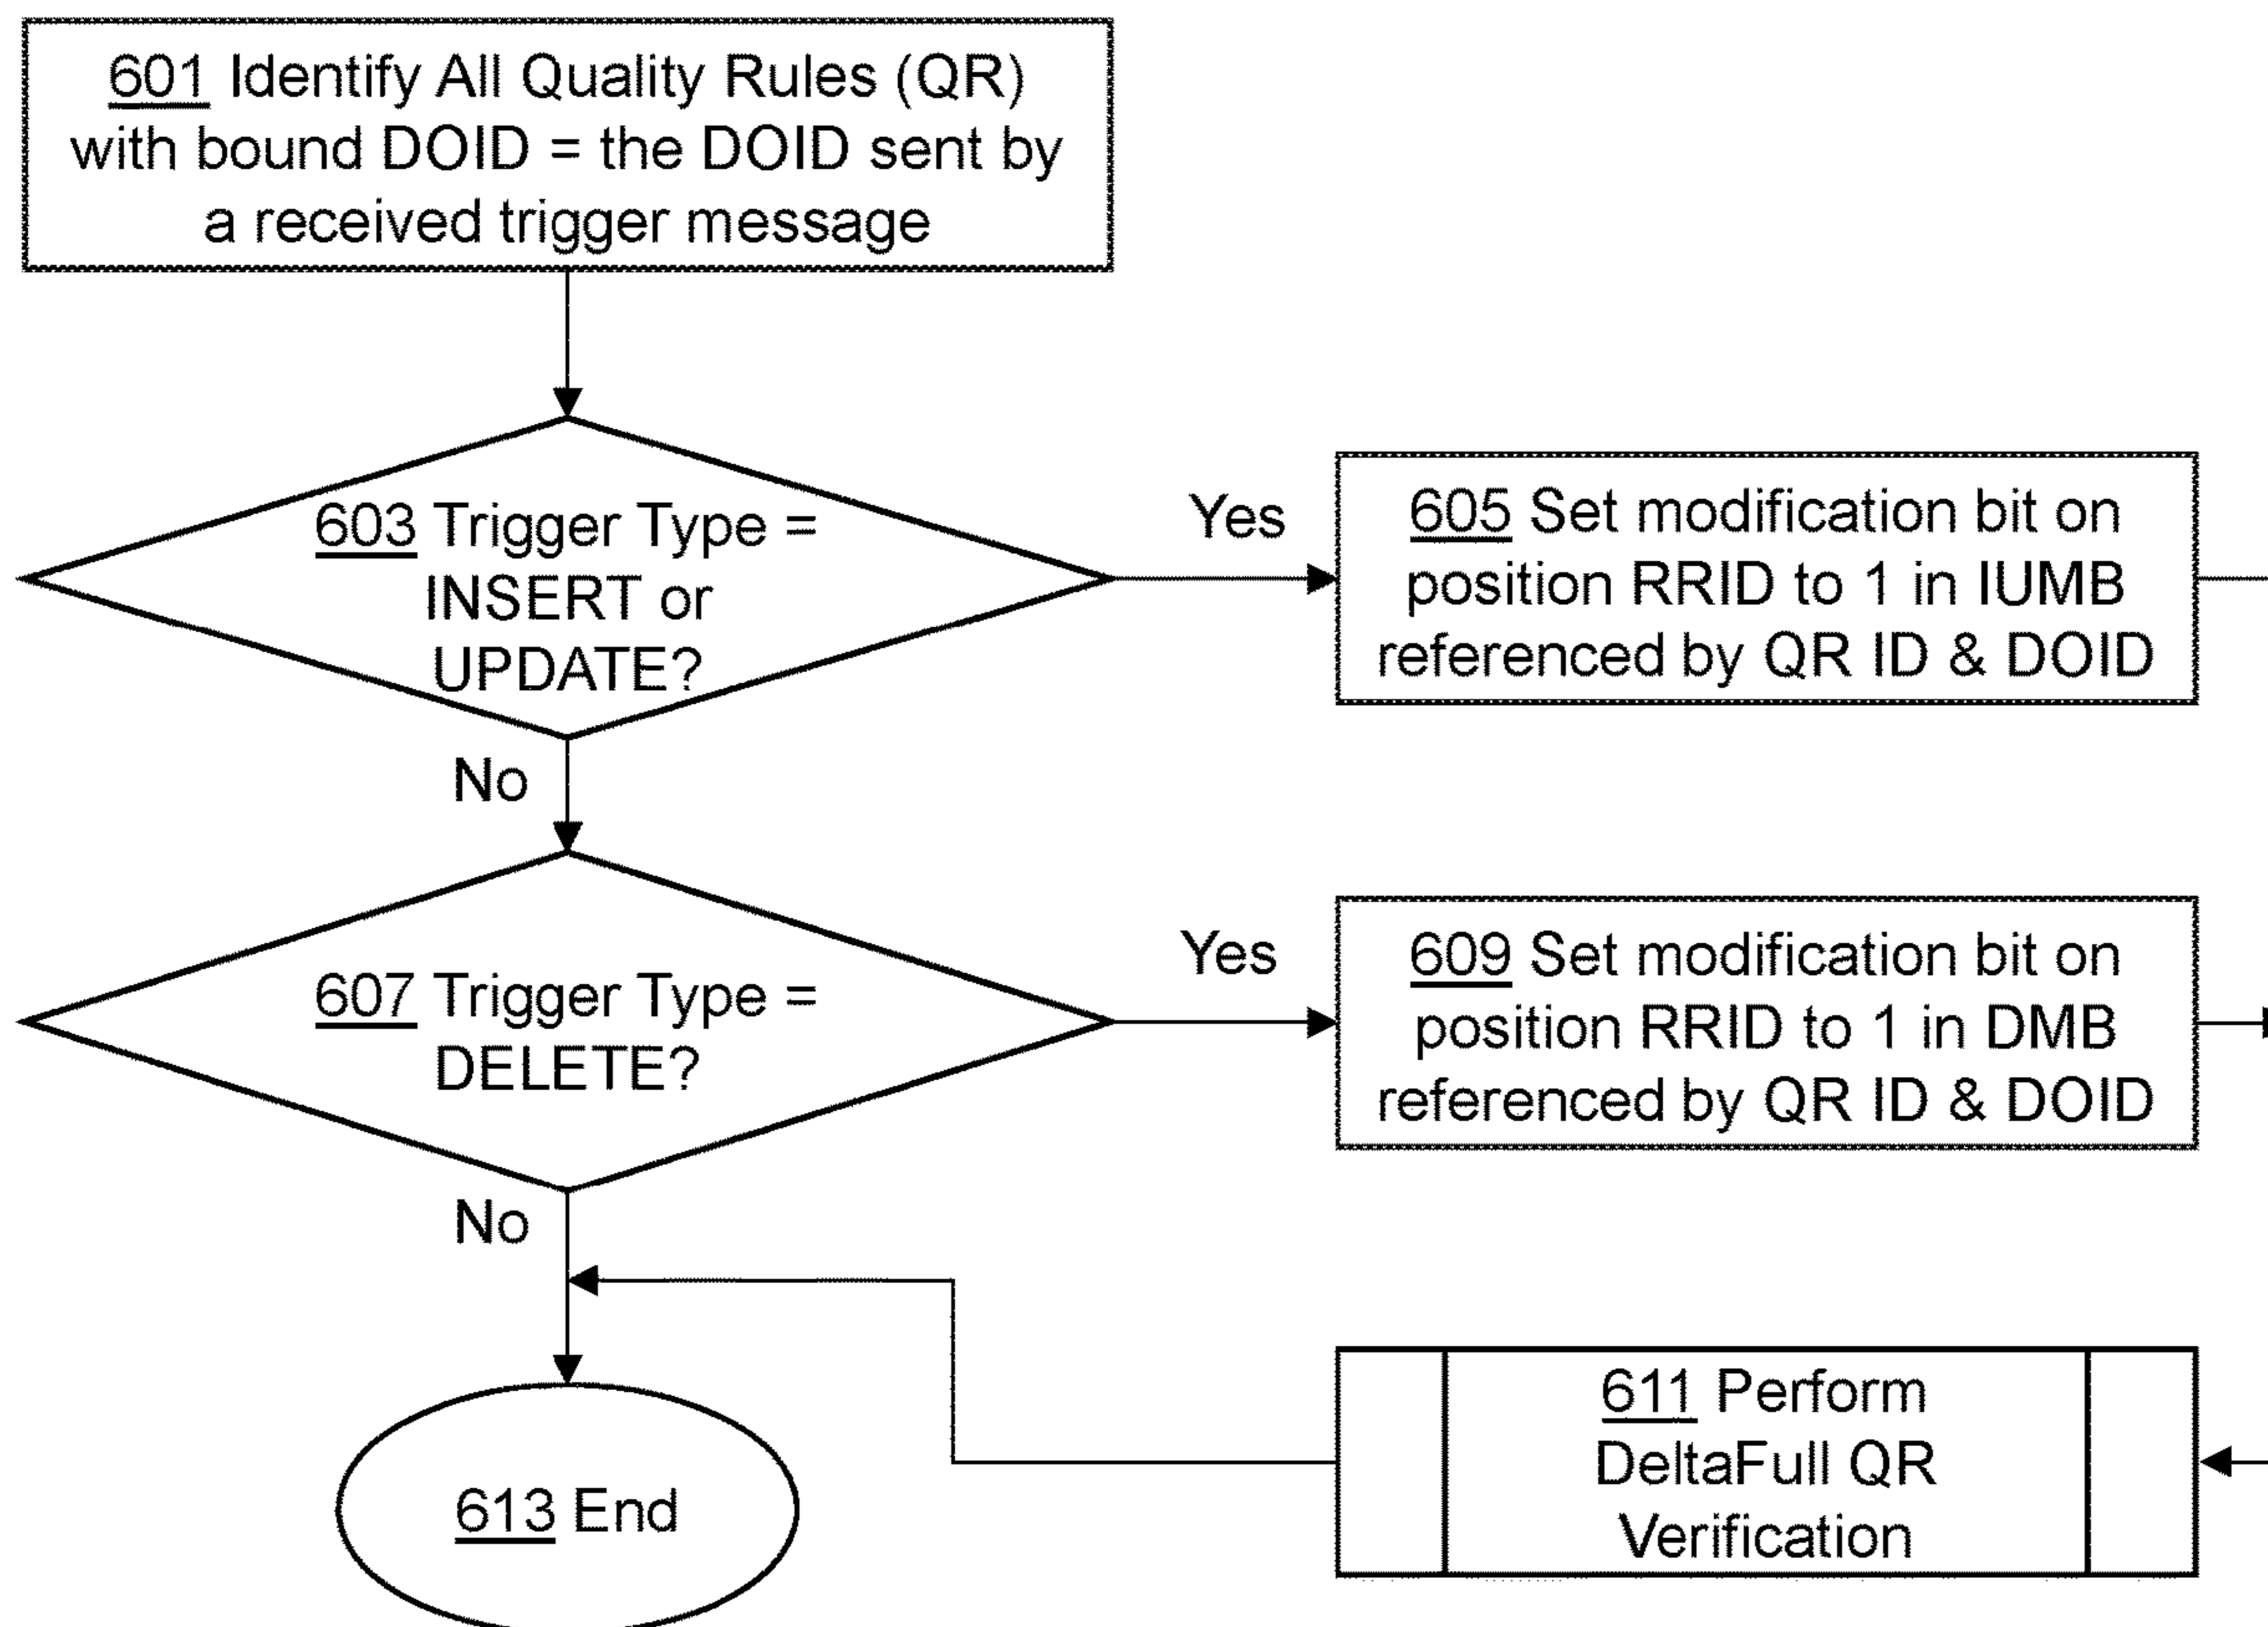 601 Identify All Quality Rules (QR)
with bound DOID = the DOID sent by
a received trigger message
603 Trigger Type =
INSERT or
UPDATE?
Yes
605 Set modification bit on
position RRID to 1 in IUMB
referenced by QR ID & DOID
No
607 Trigger Type =
DELETE?
Yes
609 Set modification bit on
position RRID to 1 in DMB
referenced by QR ID & DOID
No
611 Perform
DeltaFull QR
Verification
613 End